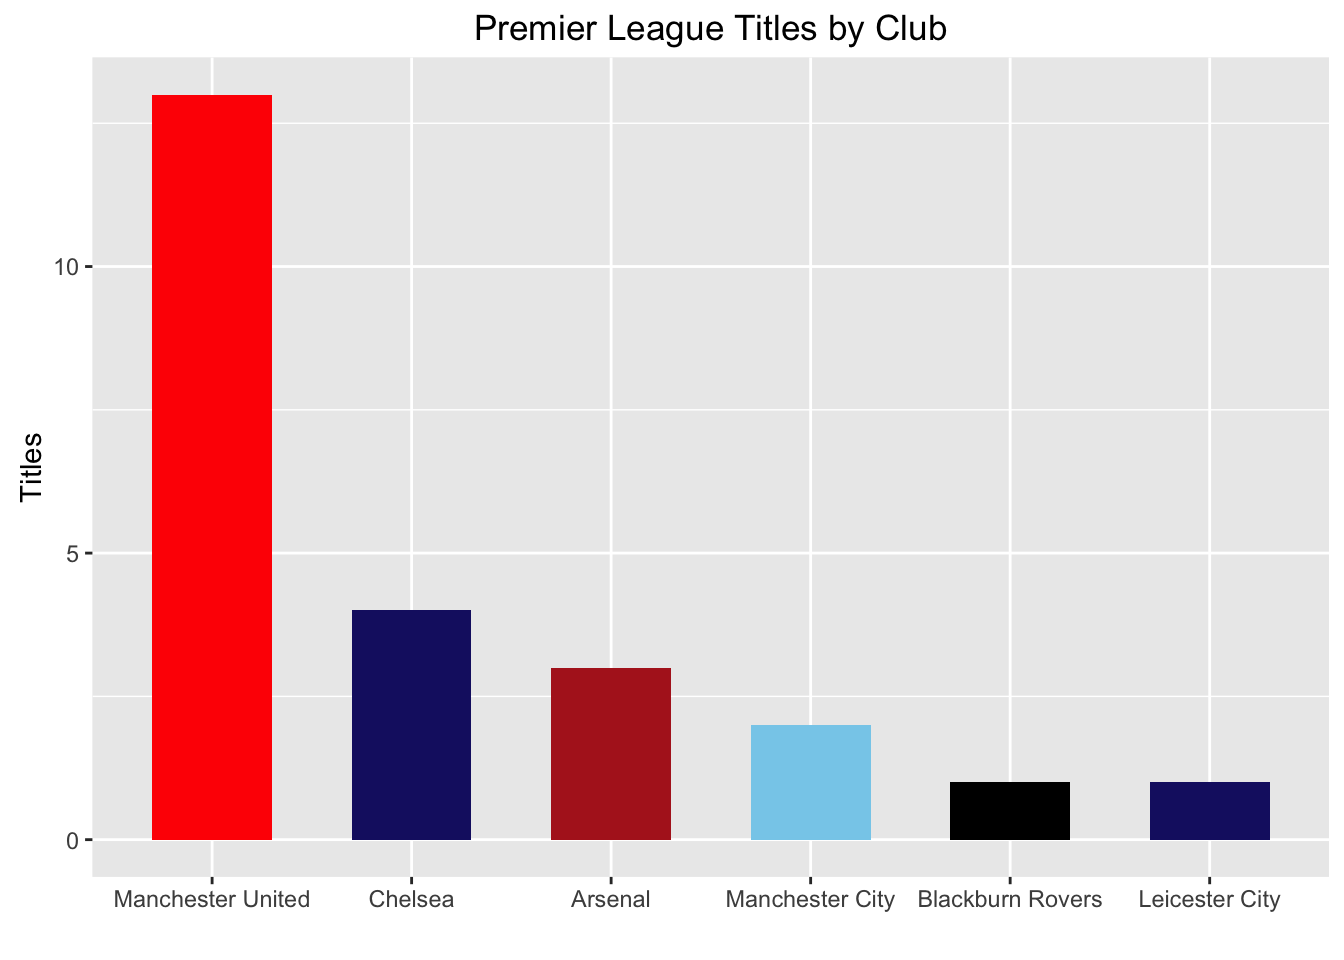 Premier League Titles by Club
Titles
10
5
0
Manchester United
Chelsea
Arsenal
Manchester City
Blackburn Rovers
Leicester City